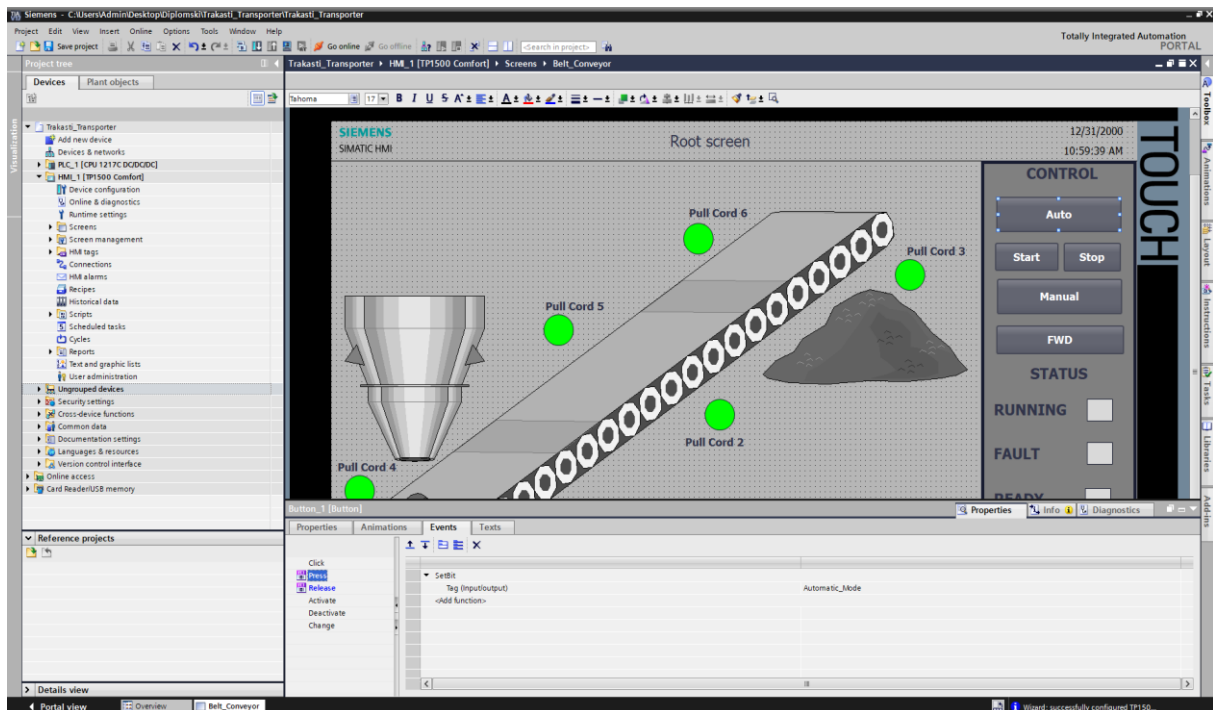 Siemens - C:\Users\Admin\Desktop\Diplomski\Trakasti_Transporter\Trakasti_Transporter
Project Edit View Insert Online Options Tools Window Help
Totally Integrated Automation
PORTAL
Save project Go online Go offline <Search in project>
Project tree
Trakasti_Transporter HMI_1 [TP1500 Comfort] Screens Belt_Conveyor
Devices Plant objects
Tahoma 17 B I U S A
Trakasti_Transporter
Add new device
Devices & networks
PLC_1 [CPU 1217C DC/DC/DC]
HMI_1 [TP1500 Comfort]
Device configuration
Online & diagnostics
Runtime settings
Screens
Screen management
HMI tags
Connections
HMI alarms
Recipes
Historical data
Scripts
Scheduled tasks
Cycles
Reports
Text and graphic lists
User administration
Ungrouped devices
Security settings
Cross-device functions
Common data
Documentation settings
Languages & resources
Version control interface
Online access
Card Reader/USB memory
Visualization
SIEMENS
SIMATIC HMI
Root screen
12/31/2000
10:59:39 AM
TOUCH
Pull Cord 6
Pull Cord 3
Pull Cord 5
Pull Cord 2
Pull Cord 4
CONTROL
Auto
Start Stop
Manual
FWD
STATUS
RUNNING
FAULT
READY
Toolbox
Animations
Layout
Instructions
Tasks
Libraries
Add-ins
Reference projects
Details view
Button_1 [Button]
Properties Info Diagnostics
Properties Animations Events Texts
Click
Press
Release
Activate
Deactivate
Change
SetBit
Tag (Input/output) Automatic_Mode
<Add function>
Portal view Overview Belt_Conveyor
Wizard: successfully configured TP150...